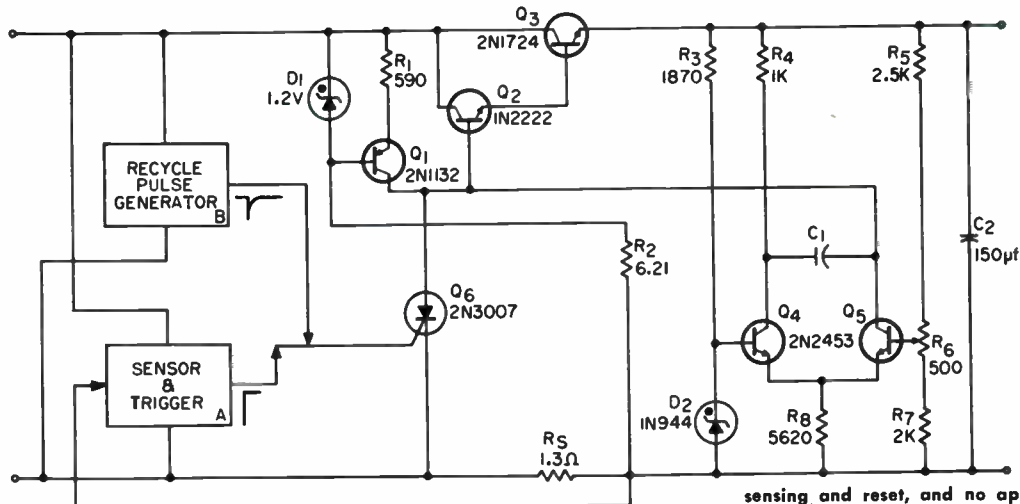 Q3
2N1724
R1
590
D1
1.2V
Q2
1N2222
R3
1870
R4
1K
R5
2.5K
Q1
2N1132
RECYCLE
PULSE
GENERATOR
B
R2
6.21
C1
C2
150µf
Q6
2N3007
Q4
Q5
2N2453
R6
500
SENSOR
&
TRIGGER
A
D2
1N944
R8
5620
R7
2K
RS
1.3Ω
sensing and reset, and no ap